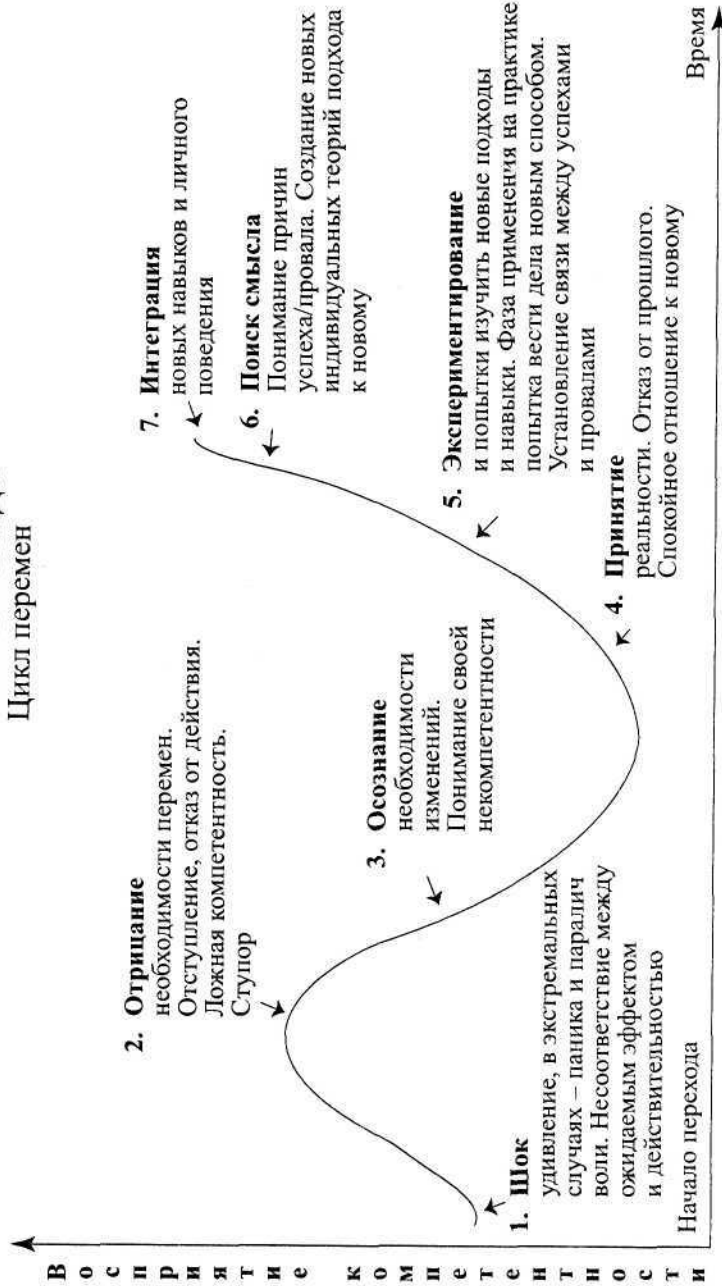 Цикл перемен
Восприятие компетентности
1. Шок
удивление, в экстремальных
случаях – паника и паралич
воли. Несоответствие между
ожидаемым эффектом
и действительностью
2. Отрицание
необходимости перемен.
Отступление, отказ от действия.
Ложная компетентность.
Ступор
3. Осознание
необходимости
изменений.
Понимание своей
некомпетентности
4. Принятие
реальности. Отказ от прошлого.
Спокойное отношение к новому
5. Экспериментирование
и попытки изучить новые подходы
и навыки. Фаза применения на практике
попытка вести дела новым способом.
Установление связи между успехами
и провалами
6. Поиск смысла
Понимание причин
успеха/провала. Создание новых
индивидуальных теорий подхода
к новому
7. Интеграция
новых навыков и личного
поведения
Начало перехода
Время